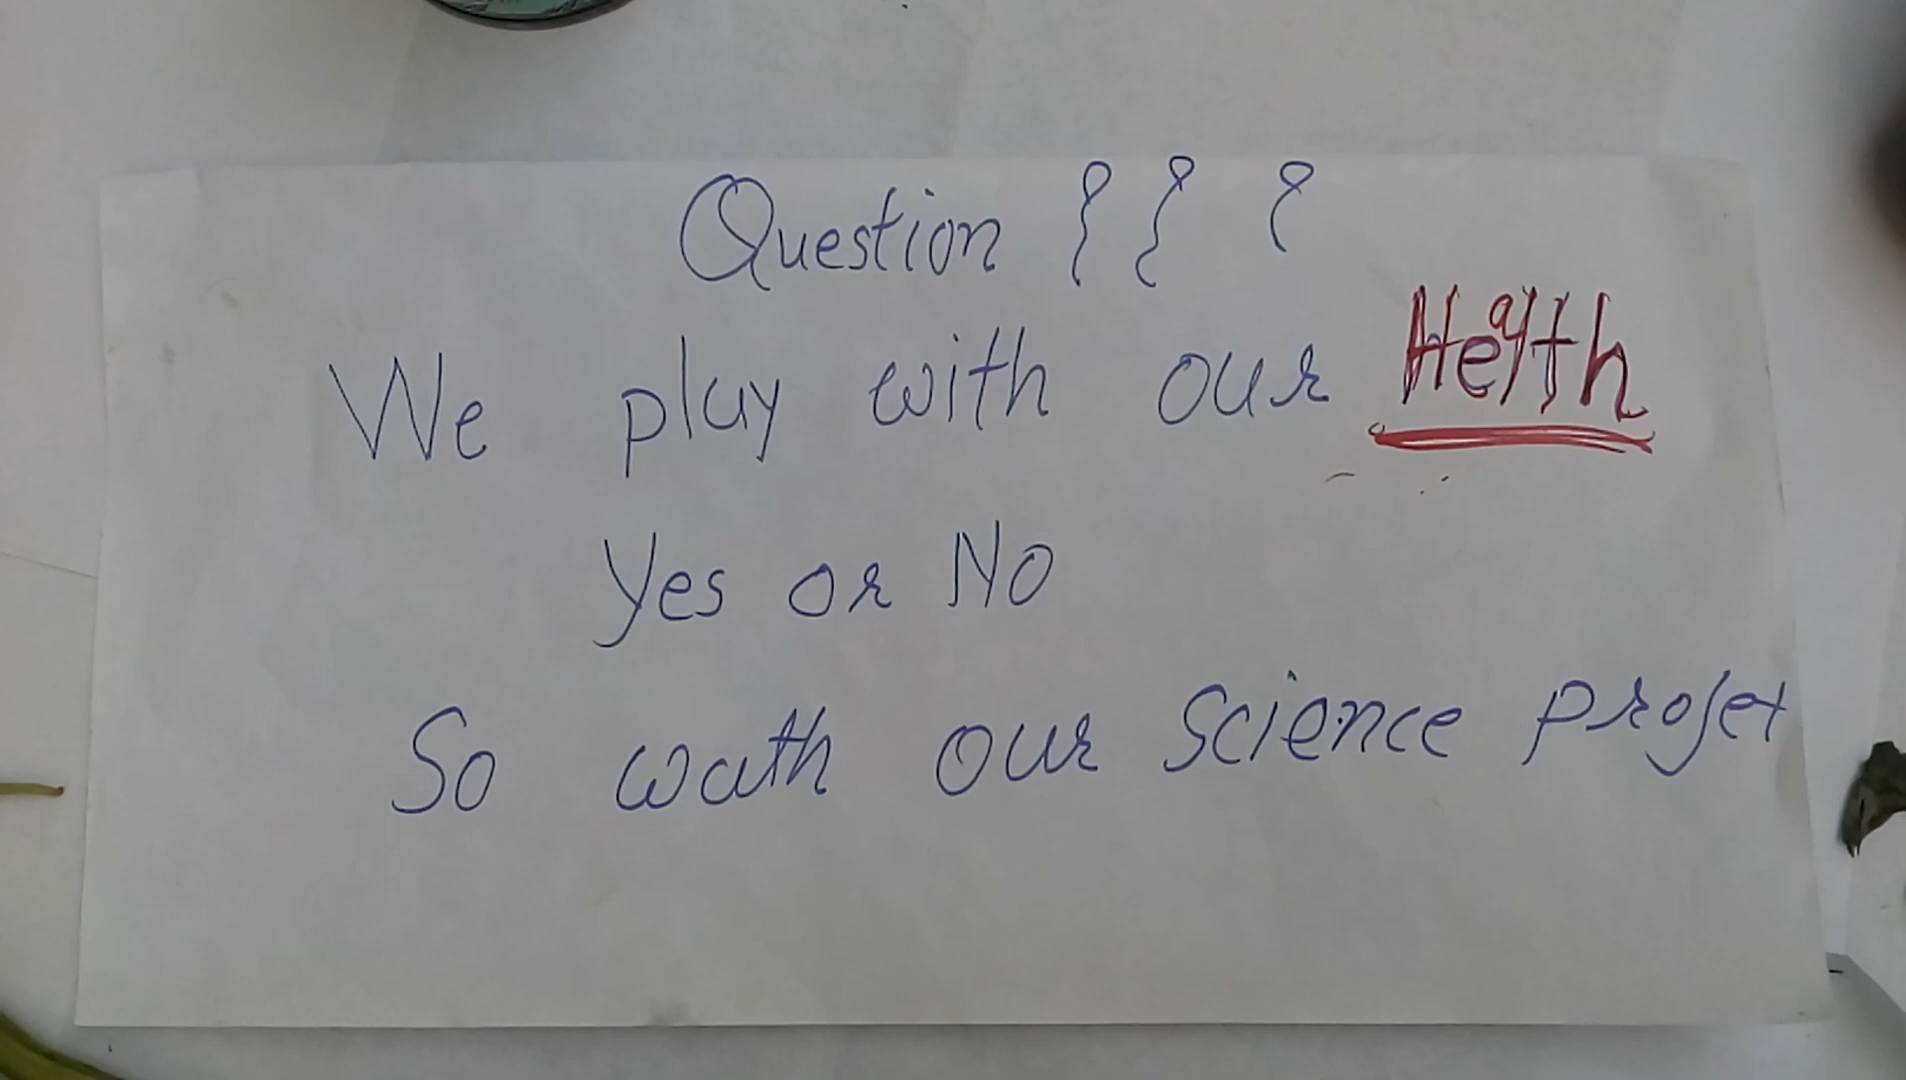 Question ???
We play with our Health
Yes or No
So wath our science projet